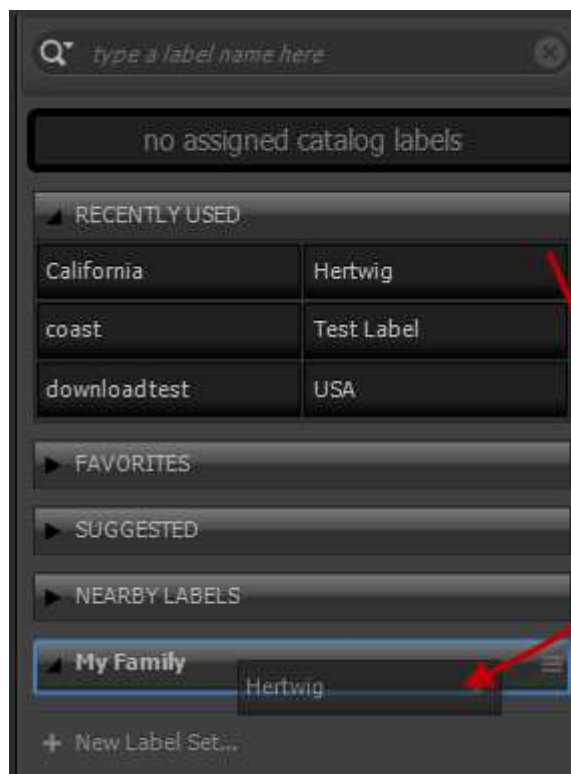 type a label name here
no assigned catalog labels
RECENTLY USED
California Hertwig
coast Test Label
downloadtest USA
FAVORITES
SUGGESTED
NEARBY LABELS
My Family
Hertwig
+ New Label Set...